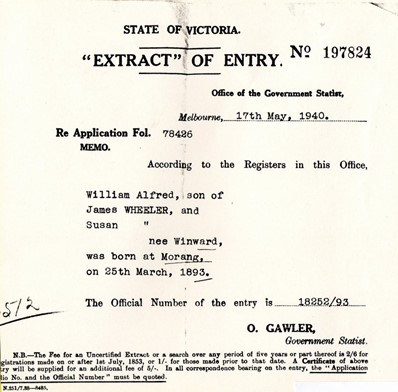 STATE OF VICTORIA.
"EXTRACT" OF ENTRY. Nº 197824
Office of the Government Statist,
Melbourne, 17th May, 1940.
Re Application Fol. 78426
MEMO.
According to the Registers in this Office,
William Alfred, son of
James WHEELER, and
Susan "
nee Winward,
was born at Morang,
on 25th March, 1893.
512
The Official Number of the entry is 18252/93
O. GAWLER,
Government Statist.
N.B.—The Fee for an Uncertified Extract or a search over any period of five years or part thereof is 2/6 for
gistrations made on or after 1st July, 1853, or 1/- for those made prior to that date. A Certificate of above
try will be supplied for an additional fee of 5/-. In all correspondence bearing on the entry, the "Application
lio No. and the Official Number" must be quoted.
N.251/7.38—8485.